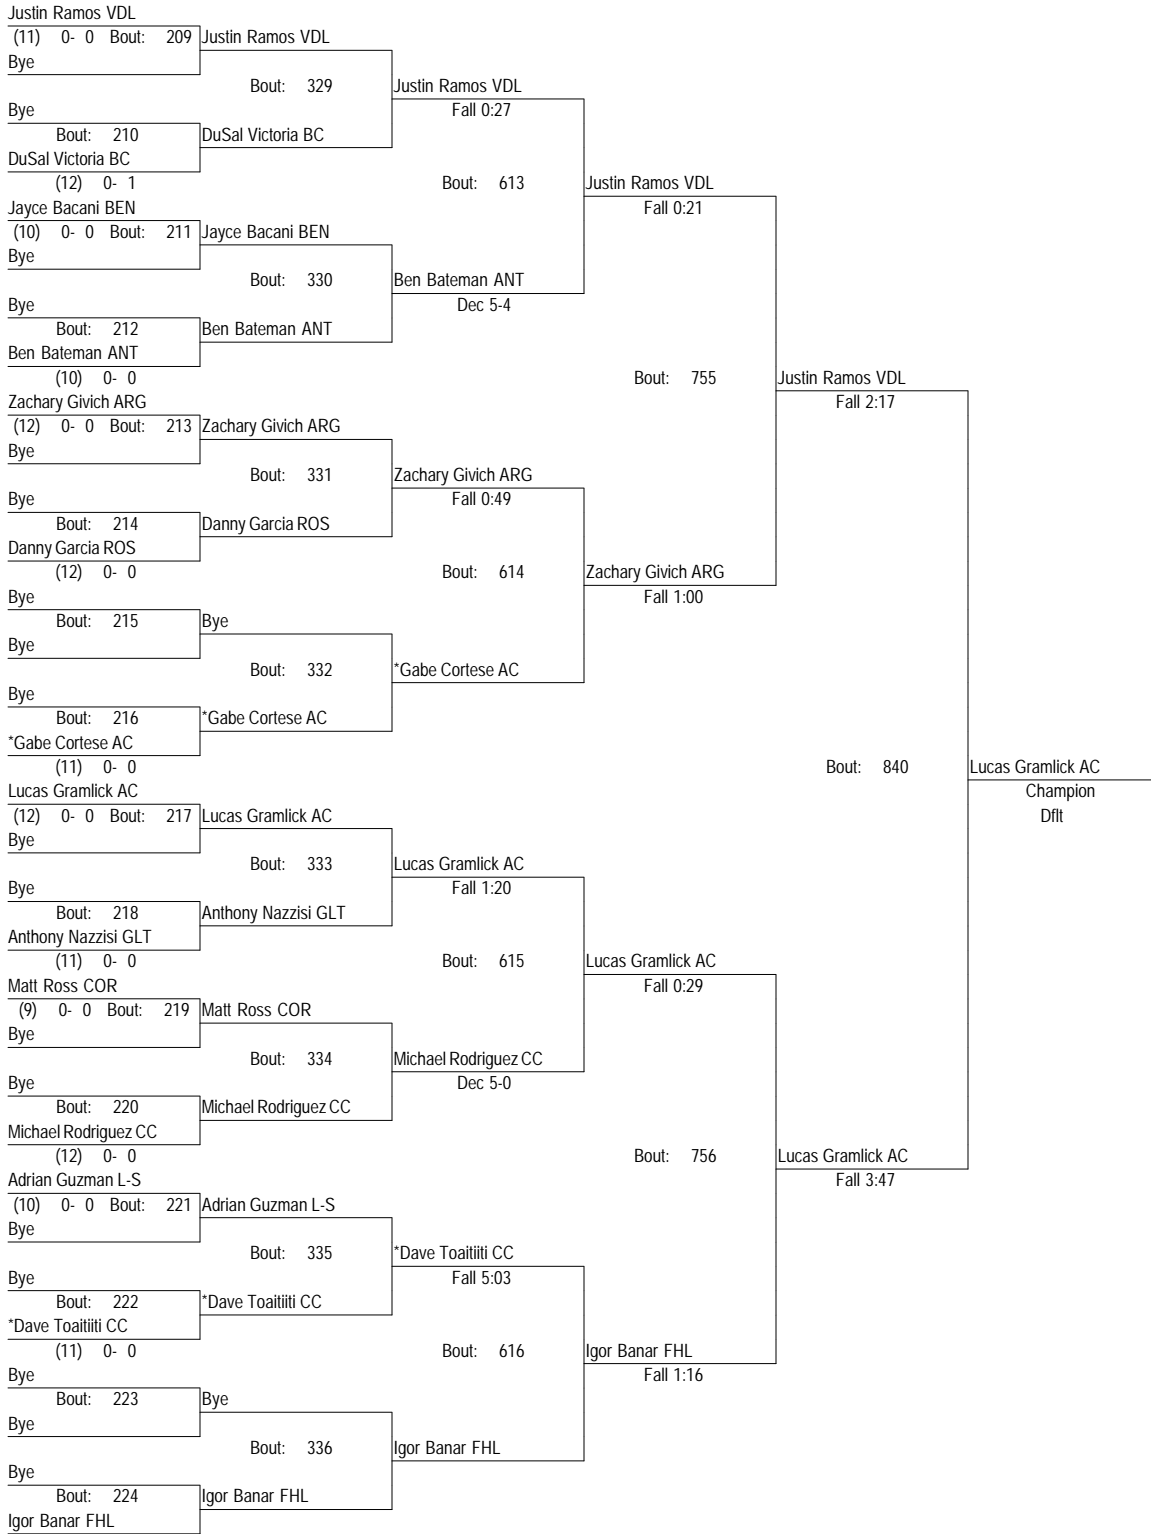 Justin Ramos VDL
(11) 0- 0 Bout: 209 Justin Ramos VDL
Bye
Bout: 329 Justin Ramos VDL
Bye Fall 0:27
Bout: 210 DuSal Victoria BC
DuSal Victoria BC
(12) 0- 1 Bout: 613 Justin Ramos VDL
Jayce Bacani BEN Fall 0:21
(10) 0- 0 Bout: 211 Jayce Bacani BEN
Bye
Bout: 330 Ben Bateman ANT
Bye Dec 5-4
Bout: 212 Ben Bateman ANT
Ben Bateman ANT
(10) 0- 0 Bout: 755 Justin Ramos VDL
Zachary Givich ARG Fall 2:17
(12) 0- 0 Bout: 213 Zachary Givich ARG
Bye
Bout: 331 Zachary Givich ARG
Bye Fall 0:49
Bout: 214 Danny Garcia ROS
Danny Garcia ROS
(12) 0- 0 Bout: 614 Zachary Givich ARG
Bye Fall 1:00
Bout: 215 Bye
Bye
Bout: 332 *Gabe Cortese AC
Bye
Bout: 216 *Gabe Cortese AC
*Gabe Cortese AC
(11) 0- 0 Bout: 840 Lucas Gramlick AC
Lucas Gramlick AC Champion
(12) 0- 0 Bout: 217 Lucas Gramlick AC Dflt
Bye
Bout: 333 Lucas Gramlick AC
Bye Fall 1:20
Bout: 218 Anthony Nazzisi GLT
Anthony Nazzisi GLT
(11) 0- 0 Bout: 615 Lucas Gramlick AC
Matt Ross COR Fall 0:29
(9) 0- 0 Bout: 219 Matt Ross COR
Bye
Bout: 334 Michael Rodriguez CC
Bye Dec 5-0
Bout: 220 Michael Rodriguez CC
Michael Rodriguez CC
(12) 0- 0 Bout: 756 Lucas Gramlick AC
Adrian Guzman L-S Fall 3:47
(10) 0- 0 Bout: 221 Adrian Guzman L-S
Bye
Bout: 335 *Dave Toaitiiti CC
Bye Fall 5:03
Bout: 222 *Dave Toaitiiti CC
*Dave Toaitiiti CC
(11) 0- 0 Bout: 616 Igor Banar FHL
Bye Fall 1:16
Bout: 223 Bye
Bye
Bout: 336 Igor Banar FHL
Bye
Bout: 224 Igor Banar FHL
Igor Banar FHL